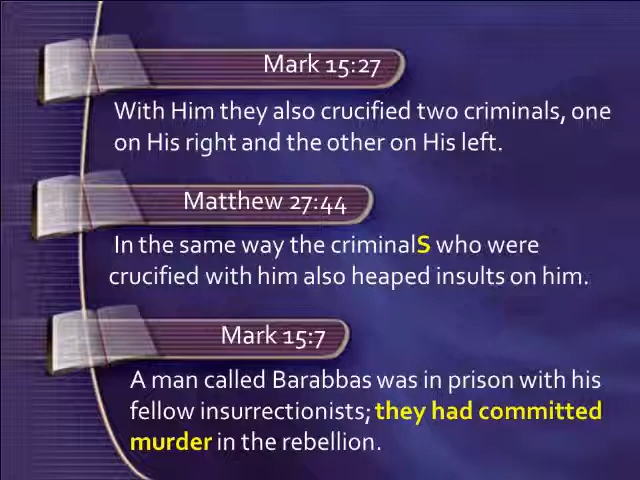 Mark 15:27
With Him they also crucified two criminals, one
on His right and the other on His left.
Matthew 27:44
In the same way the criminalS who were
crucified with him also heaped insults on him.
Mark 15:7
A man called Barabbas was in prison with his
fellow insurrectionists; they had committed
murder in the rebellion.